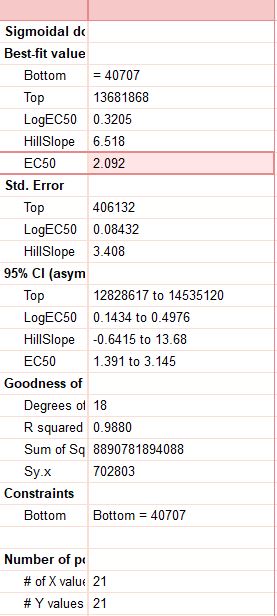 Sigmoidal dc
Best-fit value
Bottom = 40707
Top 13681868
LogEC50 0.3205
HillSlope 6.518
EC50 2.092
Std. Error
Top 406132
LogEC50 0.08432
HillSlope 3.408
95% CI (asym
Top 12828617 to 14535120
LogEC50 0.1434 to 0.4976
HillSlope -0.6415 to 13.68
EC50 1.391 to 3.145
Goodness of
Degrees of 18
R squared 0.9880
Sum of Sq 8890781894088
Sy.x 702803
Constraints
Bottom Bottom = 40707
Number of po
# of X value 21
# Y values 21